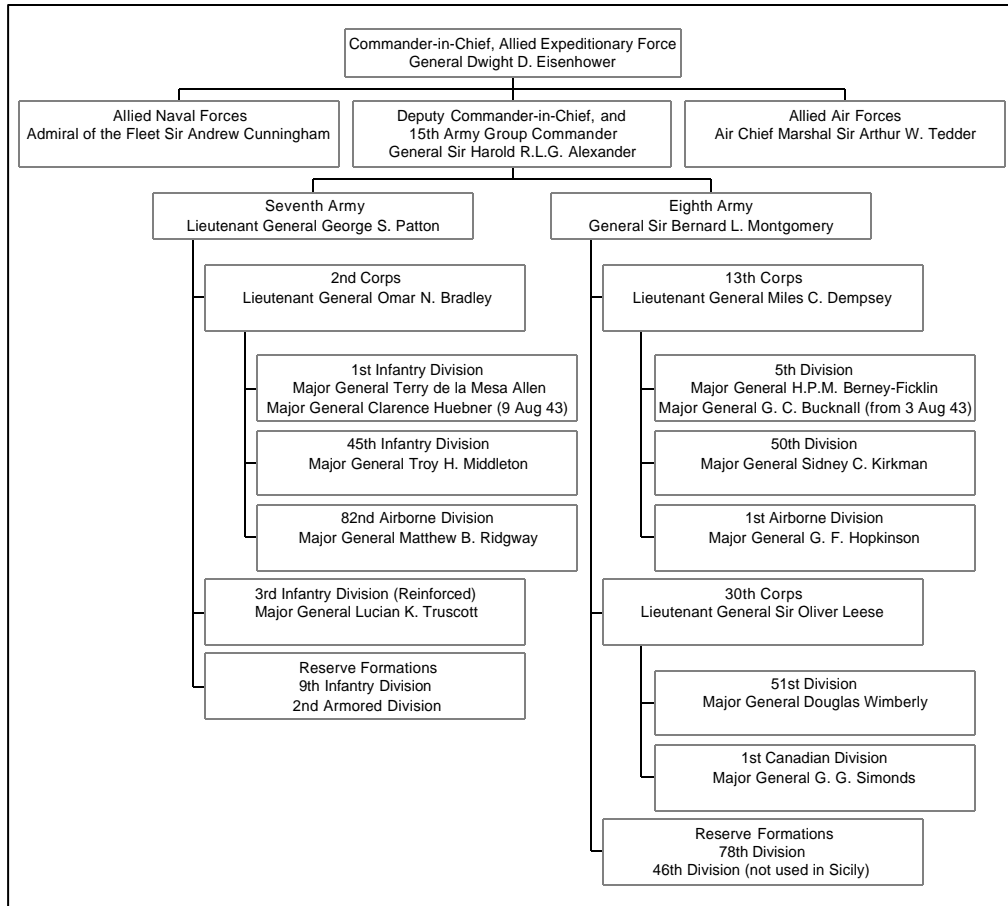 Commander-in-Chief, Allied Expeditionary Force
General Dwight D. Eisenhower
Allied Naval Forces
Admiral of the Fleet Sir Andrew Cunningham
Deputy Commander-in-Chief, and
15th Army Group Commander
General Sir Harold R.L.G. Alexander
Allied Air Forces
Air Chief Marshal Sir Arthur W. Tedder
Seventh Army
Lieutenant General George S. Patton
2nd Corps
Lieutenant General Omar N. Bradley
1st Infantry Division
Major General Terry de la Mesa Allen
Major General Clarence Huebner (9 Aug 43)
45th Infantry Division
Major General Troy H. Middleton
82nd Airborne Division
Major General Matthew B. Ridgway
3rd Infantry Division (Reinforced)
Major General Lucian K. Truscott
Reserve Formations
9th Infantry Division
2nd Armored Division
Eighth Army
General Sir Bernard L. Montgomery
13th Corps
Lieutenant General Miles C. Dempsey
5th Division
Major General H.P.M. Berney-Ficklin
Major General G. C. Bucknall (from 3 Aug 43)
50th Division
Major General Sidney C. Kirkman
1st Airborne Division
Major General G. F. Hopkinson
30th Corps
Lieutenant General Sir Oliver Leese
51st Division
Major General Douglas Wimberly
1st Canadian Division
Major General G. G. Simonds
Reserve Formations
78th Division
46th Division (not used in Sicily)